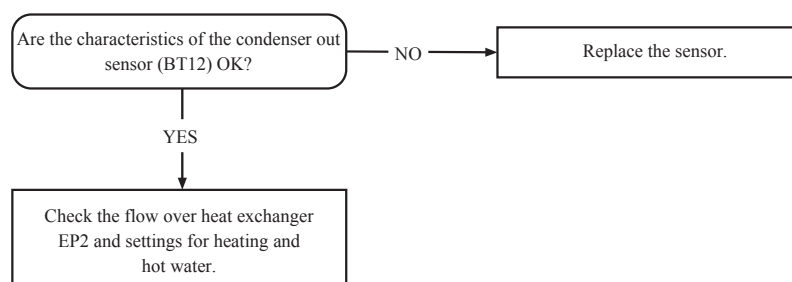 Are the characteristics of the condenser out
sensor (BT12) OK?
NO
Replace the sensor.
YES
Check the flow over heat exchanger
EP2 and settings for heating and
hot water.